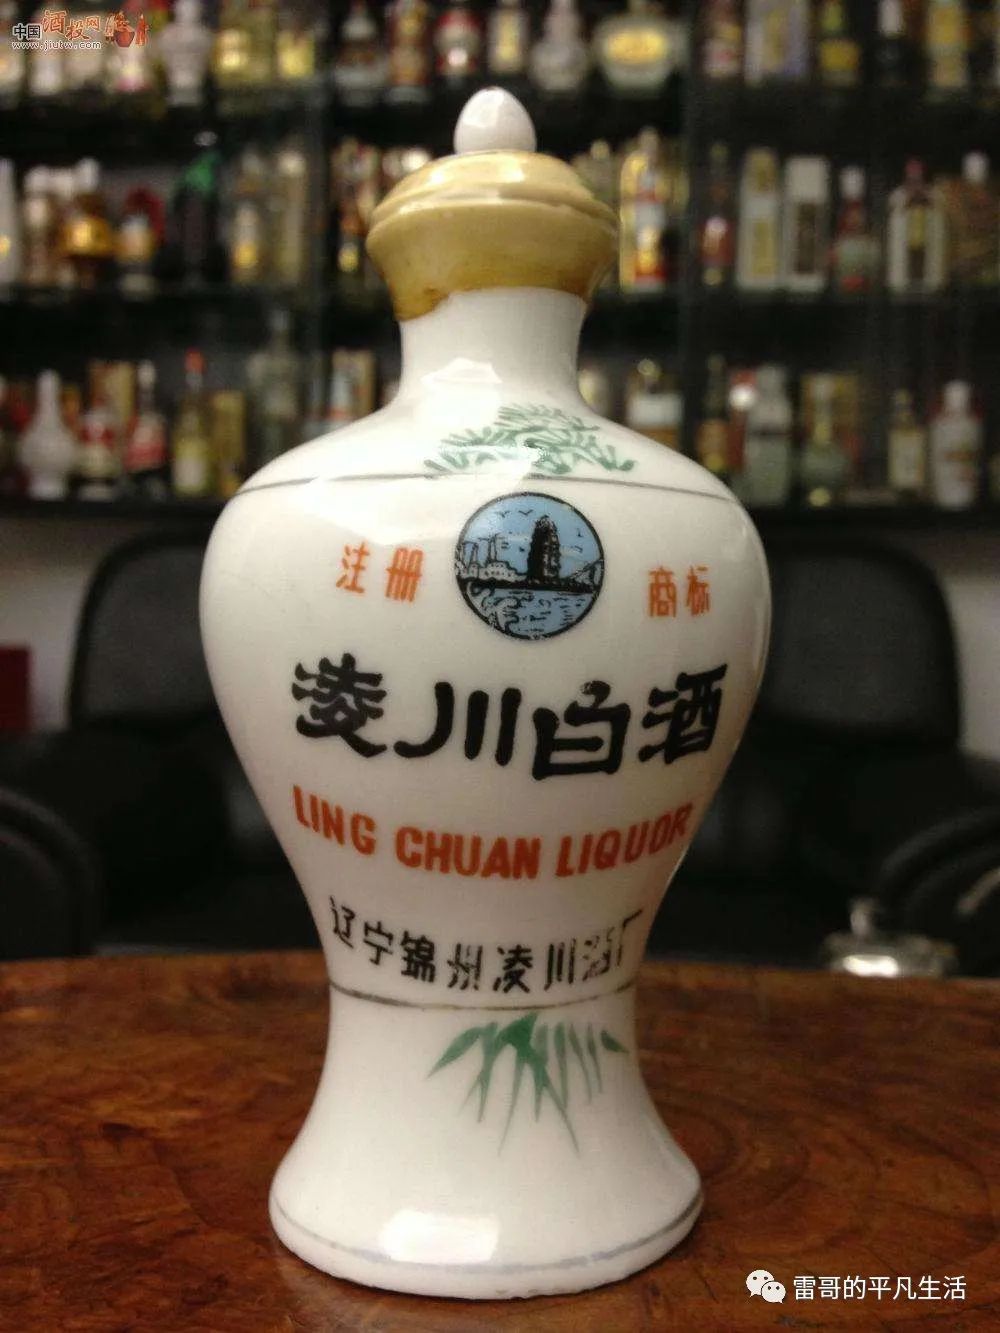 中国酒投网
www.jiutw.com
注册 商标
凌川白酒
LING CHUAN LIQUOR
辽宁锦州凌川酒厂
雷哥的平凡生活